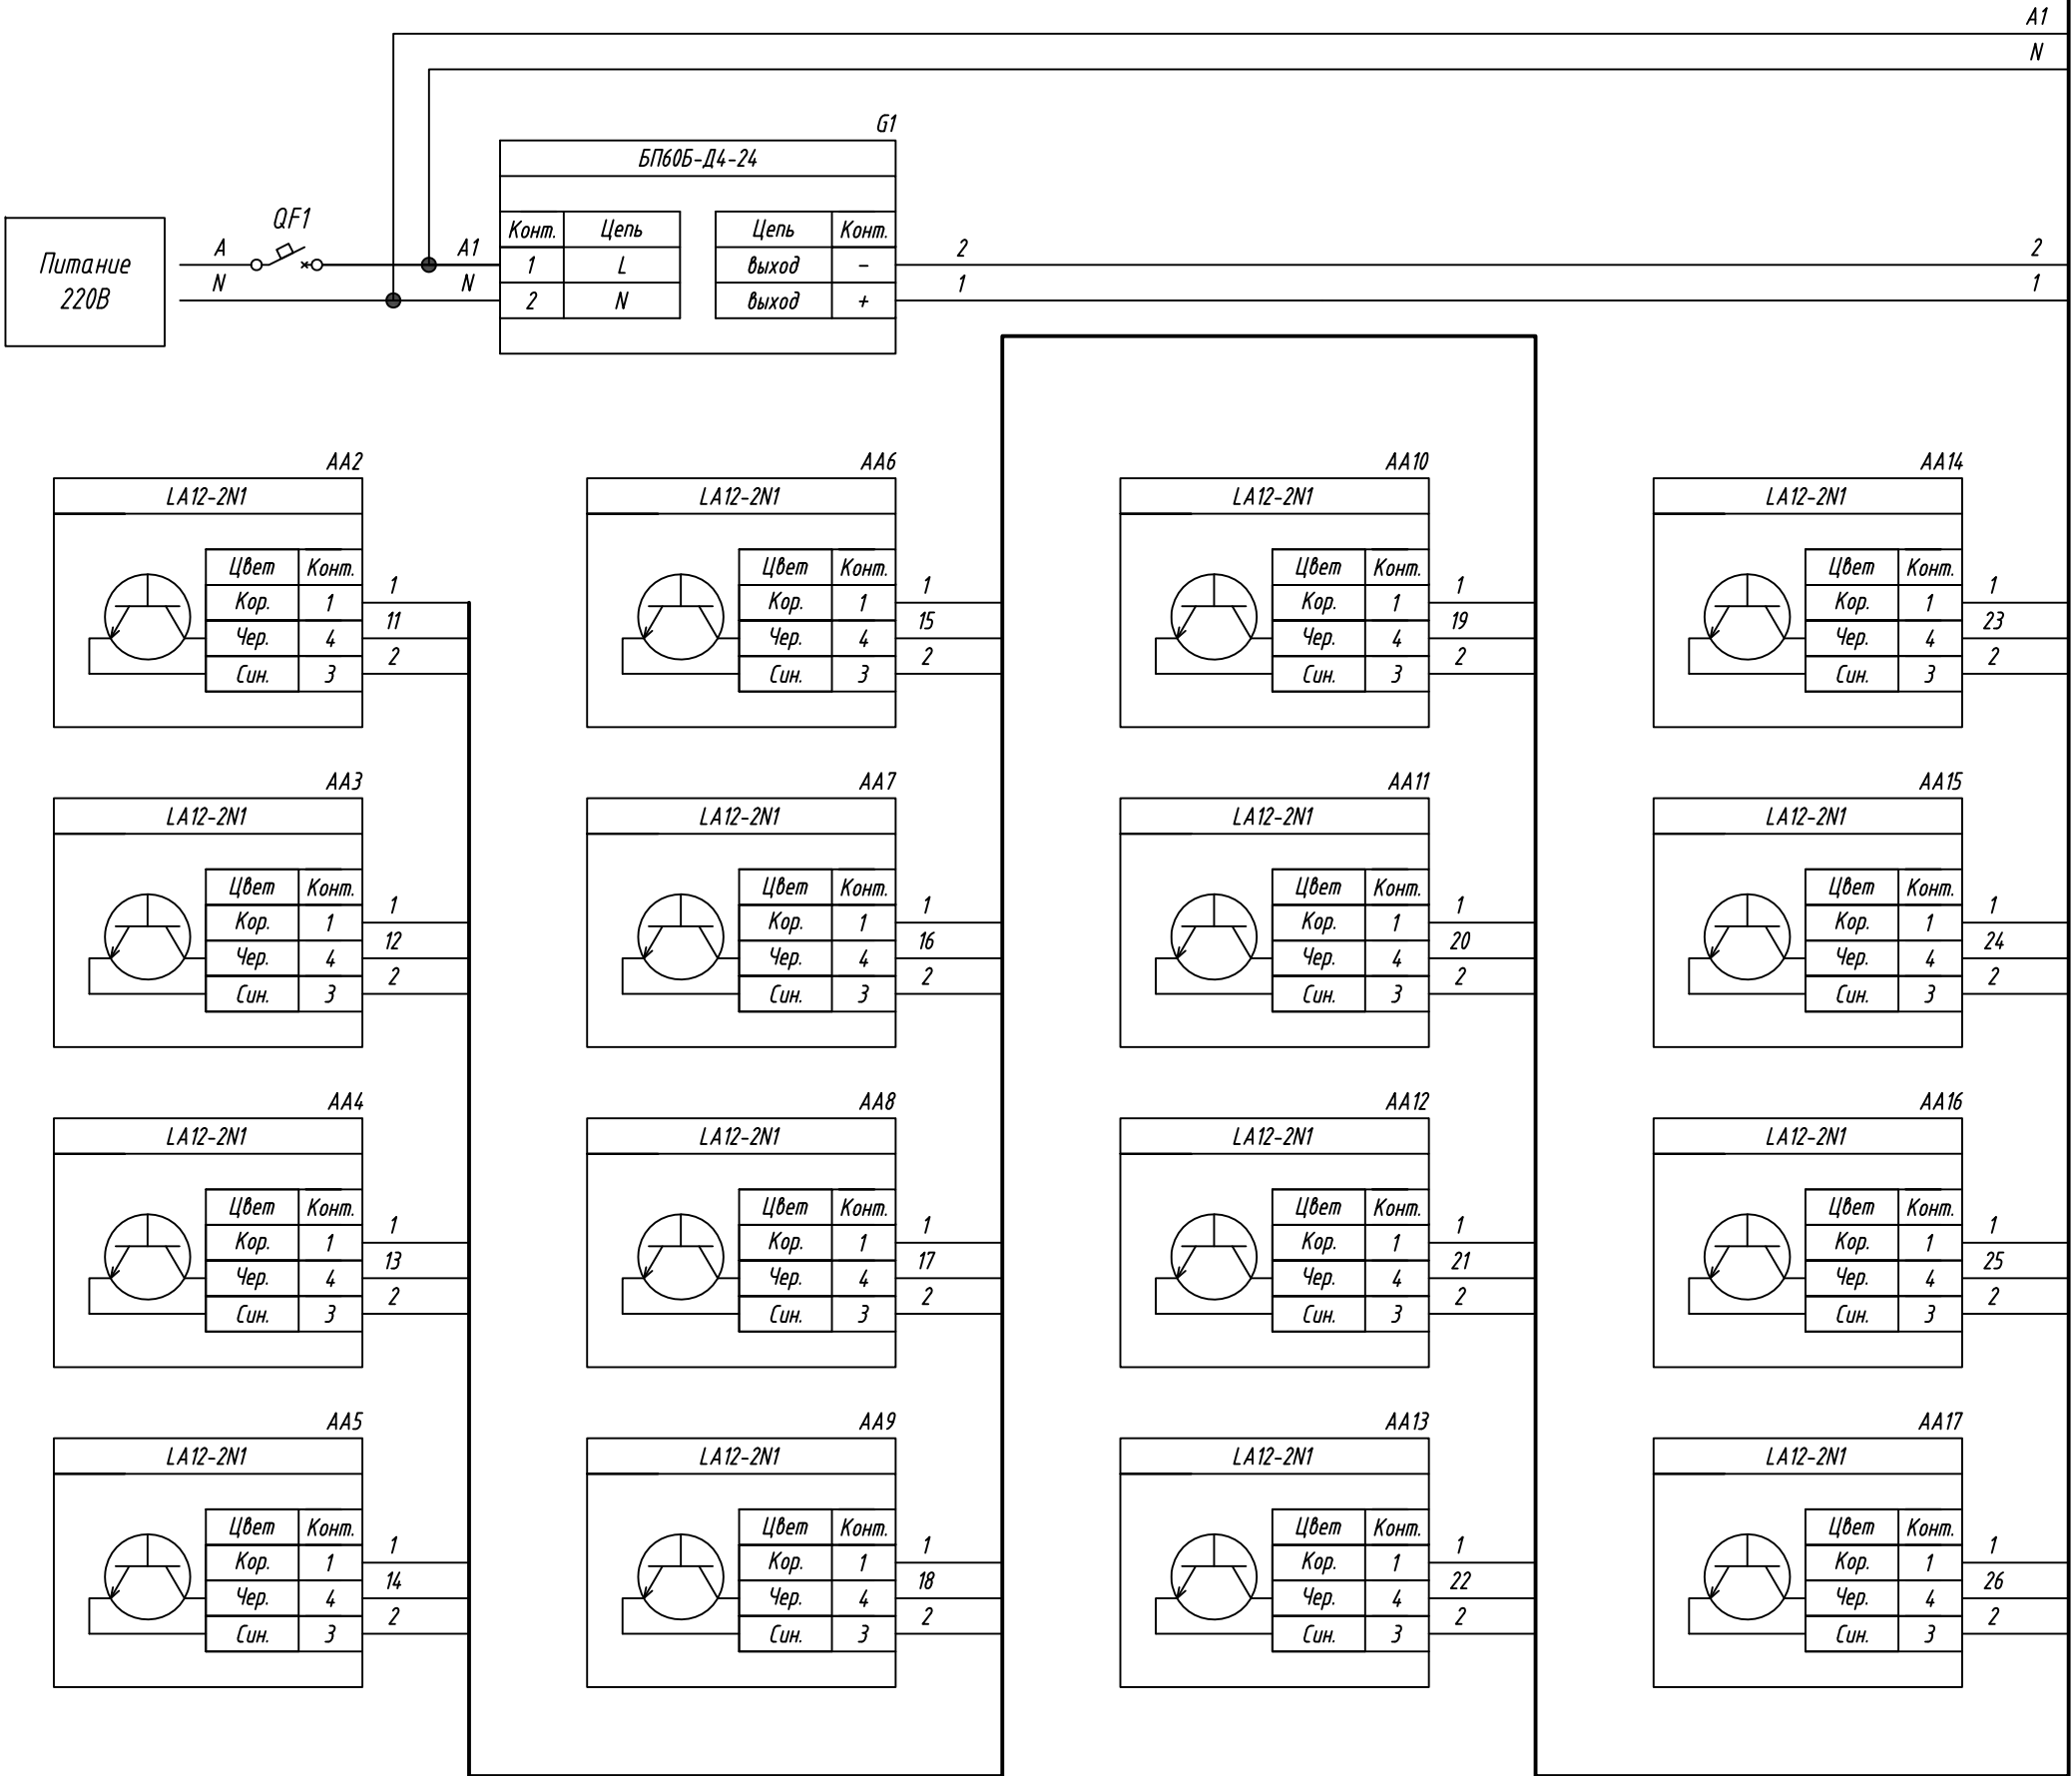 A1
N
G1
БП60Б-Д4-24
QF1
Питание
220В
A
N
A1
N
Конт. Цепь Цепь Конт.
1 L выход −
2 N выход +
2
1
2
1
AA2
LA12-2N1
Цвет Конт.
Кор. 1 1
Чер. 4 11
Син. 3 2
AA6
LA12-2N1
Цвет Конт.
Кор. 1 1
Чер. 4 15
Син. 3 2
AA10
LA12-2N1
Цвет Конт.
Кор. 1 1
Чер. 4 19
Син. 3 2
AA14
LA12-2N1
Цвет Конт.
Кор. 1 1
Чер. 4 23
Син. 3 2
AA3
LA12-2N1
Цвет Конт.
Кор. 1 1
Чер. 4 12
Син. 3 2
AA7
LA12-2N1
Цвет Конт.
Кор. 1 1
Чер. 4 16
Син. 3 2
AA11
LA12-2N1
Цвет Конт.
Кор. 1 1
Чер. 4 20
Син. 3 2
AA15
LA12-2N1
Цвет Конт.
Кор. 1 1
Чер. 4 24
Син. 3 2
AA4
LA12-2N1
Цвет Конт.
Кор. 1 1
Чер. 4 13
Син. 3 2
AA8
LA12-2N1
Цвет Конт.
Кор. 1 1
Чер. 4 17
Син. 3 2
AA12
LA12-2N1
Цвет Конт.
Кор. 1 1
Чер. 4 21
Син. 3 2
AA16
LA12-2N1
Цвет Конт.
Кор. 1 1
Чер. 4 25
Син. 3 2
AA5
LA12-2N1
Цвет Конт.
Кор. 1 1
Чер. 4 14
Син. 3 2
AA9
LA12-2N1
Цвет Конт.
Кор. 1 1
Чер. 4 18
Син. 3 2
AA13
LA12-2N1
Цвет Конт.
Кор. 1 1
Чер. 4 22
Син. 3 2
AA17
LA12-2N1
Цвет Конт.
Кор. 1 1
Чер. 4 26
Син. 3 2